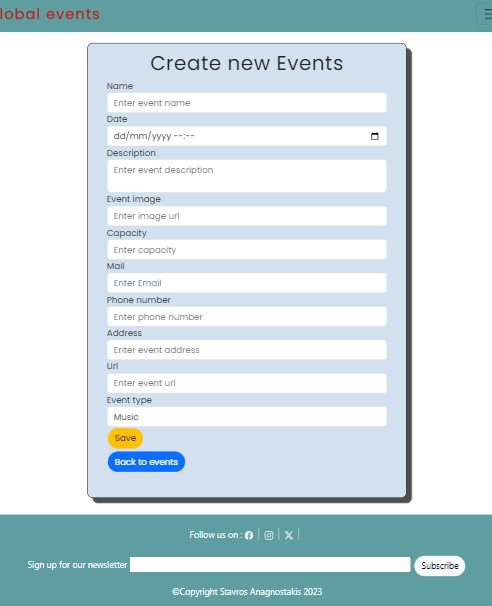 lobal events
Create new Events
Name
Enter event name
Date
dd/mm/yyyy --:--
Description
Enter event description
Event image
Enter image url
Capacity
Enter capacity
Mail
Enter Email
Phone number
Enter phone number
Address
Enter event address
Url
Enter event url
Event type
Music
Save
Back to events
Follow us on :
Sign up for our newsletter Subscribe
©Copyright Stavros Anagnostakis 2023